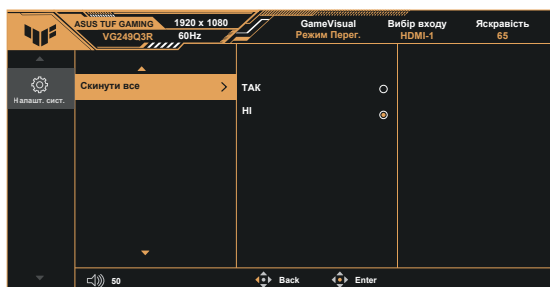 ASUS TUF GAMING 1920 x 1080 GameVisual Вибір входу Яскравість
VG249Q3R 60Hz Режим Перег. HDMI-1 65
Налашт. сист.
Скинути все
ТАК
НІ
50 Back Enter